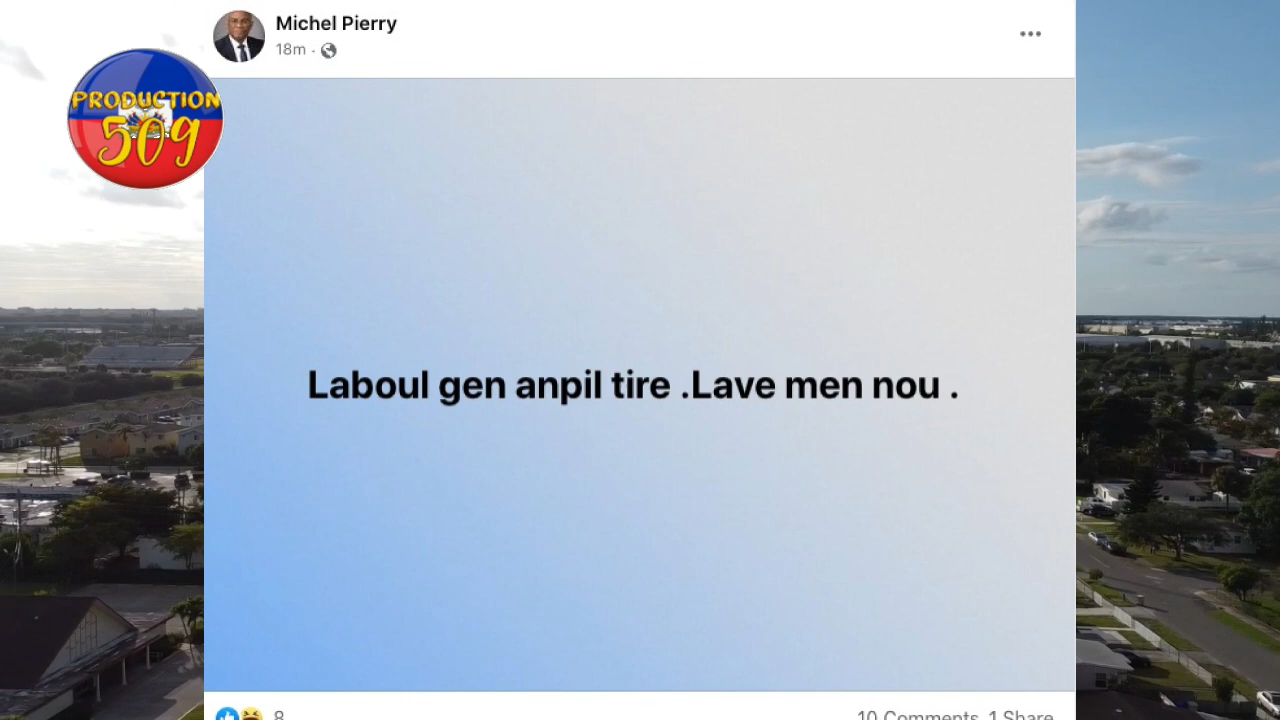 Michel Pierry
18m ·
PRODUCTION
509
Laboul gen anpil tire .Lave men nou .
8
10 Comments 1 Share